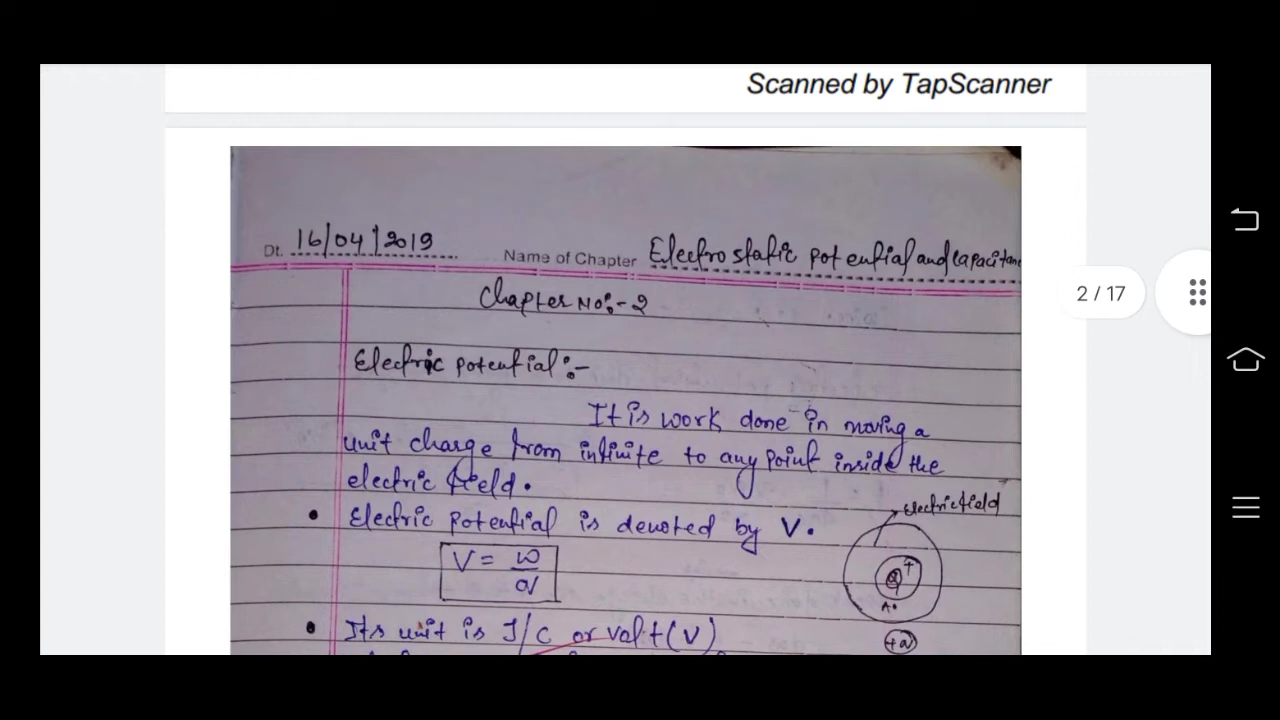 Scanned by TapScanner
Dt. 16/04/2019 Name of Chapter Electrostatic potential and capacitan
Chapter No:-2
2 / 17
Electric potential :-
It is work done in moving a
unit charge from infinite to any point inside the
electric field.
electric field
• Electric potential is denoted by V.
V = w
q
Q +
A•
• Its unit is J/C or volt (V)
+q